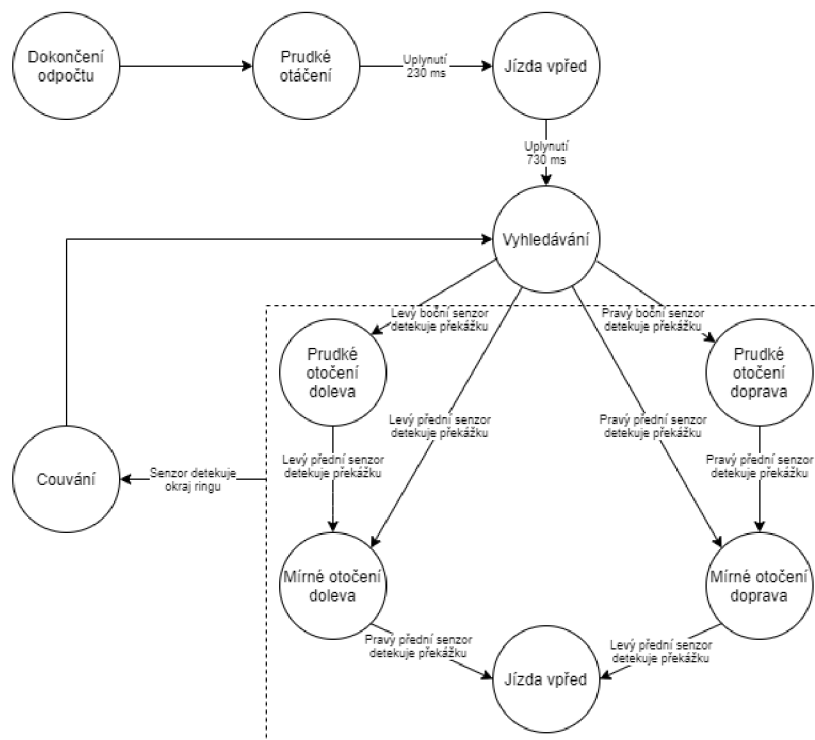 Dokončení
odpočtu
Prudké
otáčení
Uplynutí
230 ms
Jízda vpřed
Uplynutí
730 ms
Vyhledávání
Levý boční senzor
detekuje překážku
Pravý boční senzor
detekuje překážku
Prudké
otočení
doleva
Prudké
otočení
doprava
Levý přední senzor
detekuje překážku
Pravý přední senzor
detekuje překážku
Levý přední senzor
detekuje překážku
Pravý přední senzor
detekuje překážku
Couvání
Senzor detekuje
okraj ringu
Mírné otočení
doleva
Mírné otočení
doprava
Pravý přední senzor
detekuje překážku
Levý přední senzor
detekuje překážku
Jízda vpřed